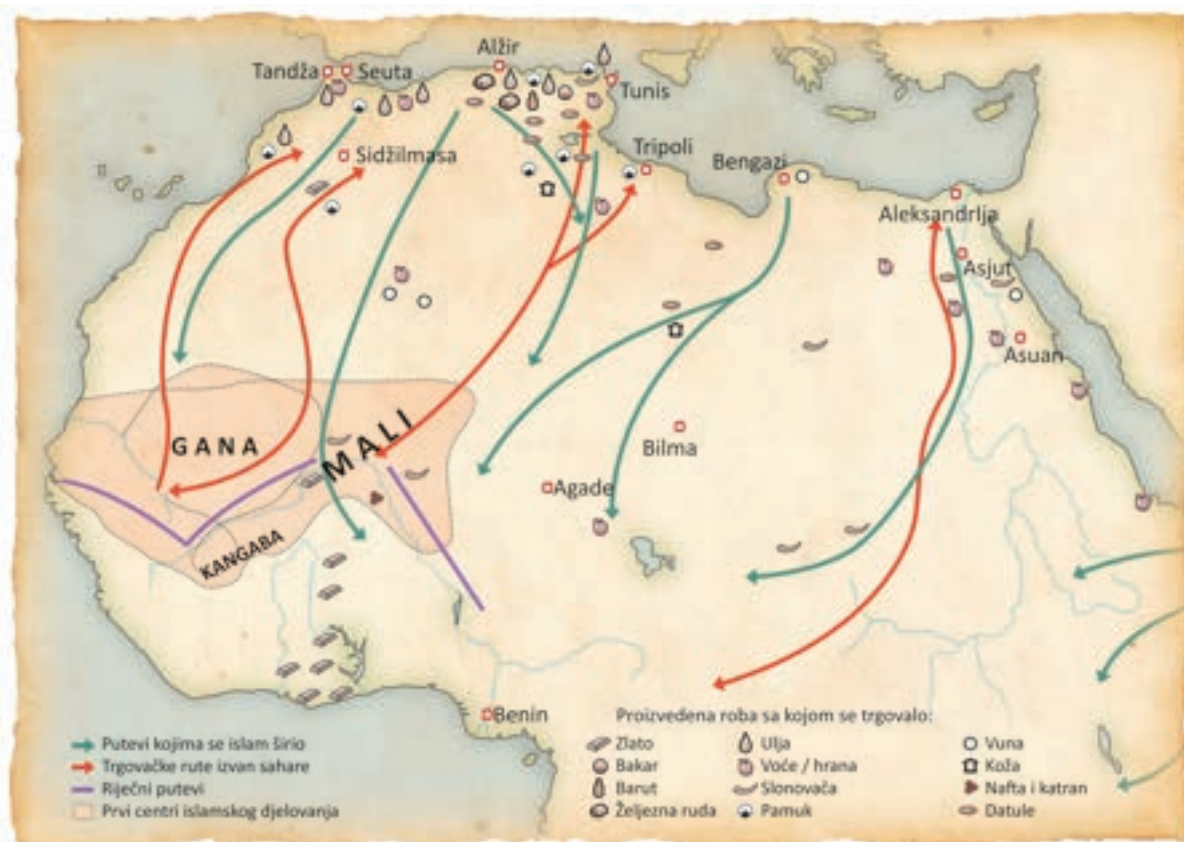 Alžir
Tandža
Seuta
Tunis
Sidžilmasa
Tripoli
Bengazi
Aleksandrija
Asjut
Asuan
GANA
MALI
Bilma
Agade
KANGABA
Benin
Putevi kojima se islam širio
Trgovačke rute izvan sahare
Riječni putevi
Prvi centri islamskog djelovanja
Proizvedena roba sa kojom se trgovalo:
Zlato
Bakar
Barut
Željezna ruda
Ulja
Voće / hrana
Slonovača
Pamuk
Vuna
Koža
Nafta i katran
Datule